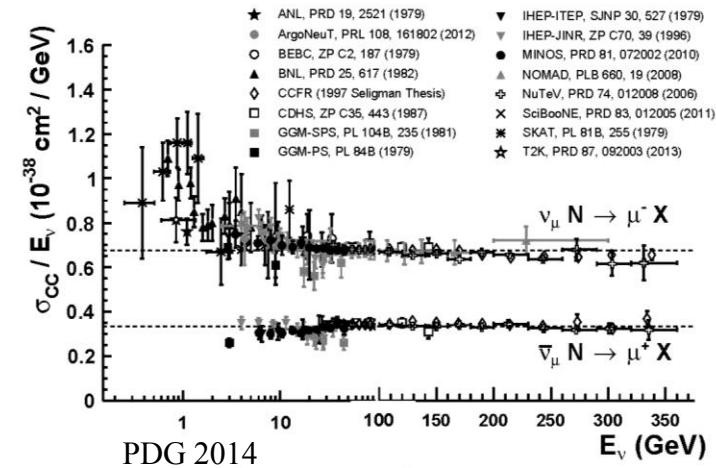 ANL, PRD 19, 2521 (1979)
ArgoNeuT, PRL 108, 161802 (2012)
BEBC, ZP C2, 187 (1979)
BNL, PRD 25, 617 (1982)
CCFR (1997 Seligman Thesis)
CDHS, ZP C35, 443 (1987)
GGM-SPS, PL 104B, 235 (1981)
GGM-PS, PL 84B (1979)
IHEP-ITEP, SJNP 30, 527 (1979)
IHEP-JINR, ZP C70, 39 (1996)
MINOS, PRD 81, 072002 (2010)
NOMAD, PLB 660, 19 (2008)
NuTeV, PRD 74, 012008 (2006)
SciBooNE, PRD 83, 012005 (2011)
SKAT, PL 81B, 255 (1979)
T2K, PRD 87, 092003 (2013)
σCC / Eν (10⁻³⁸ cm² / GeV)
1.6
1.4
1.2
1
0.8
0.6
0.4
0.2
0
νμ N → μ⁻ X
ν̄μ N → μ⁺ X
1 10 100 150 200 250 300 350
PDG 2014
Eν (GeV)